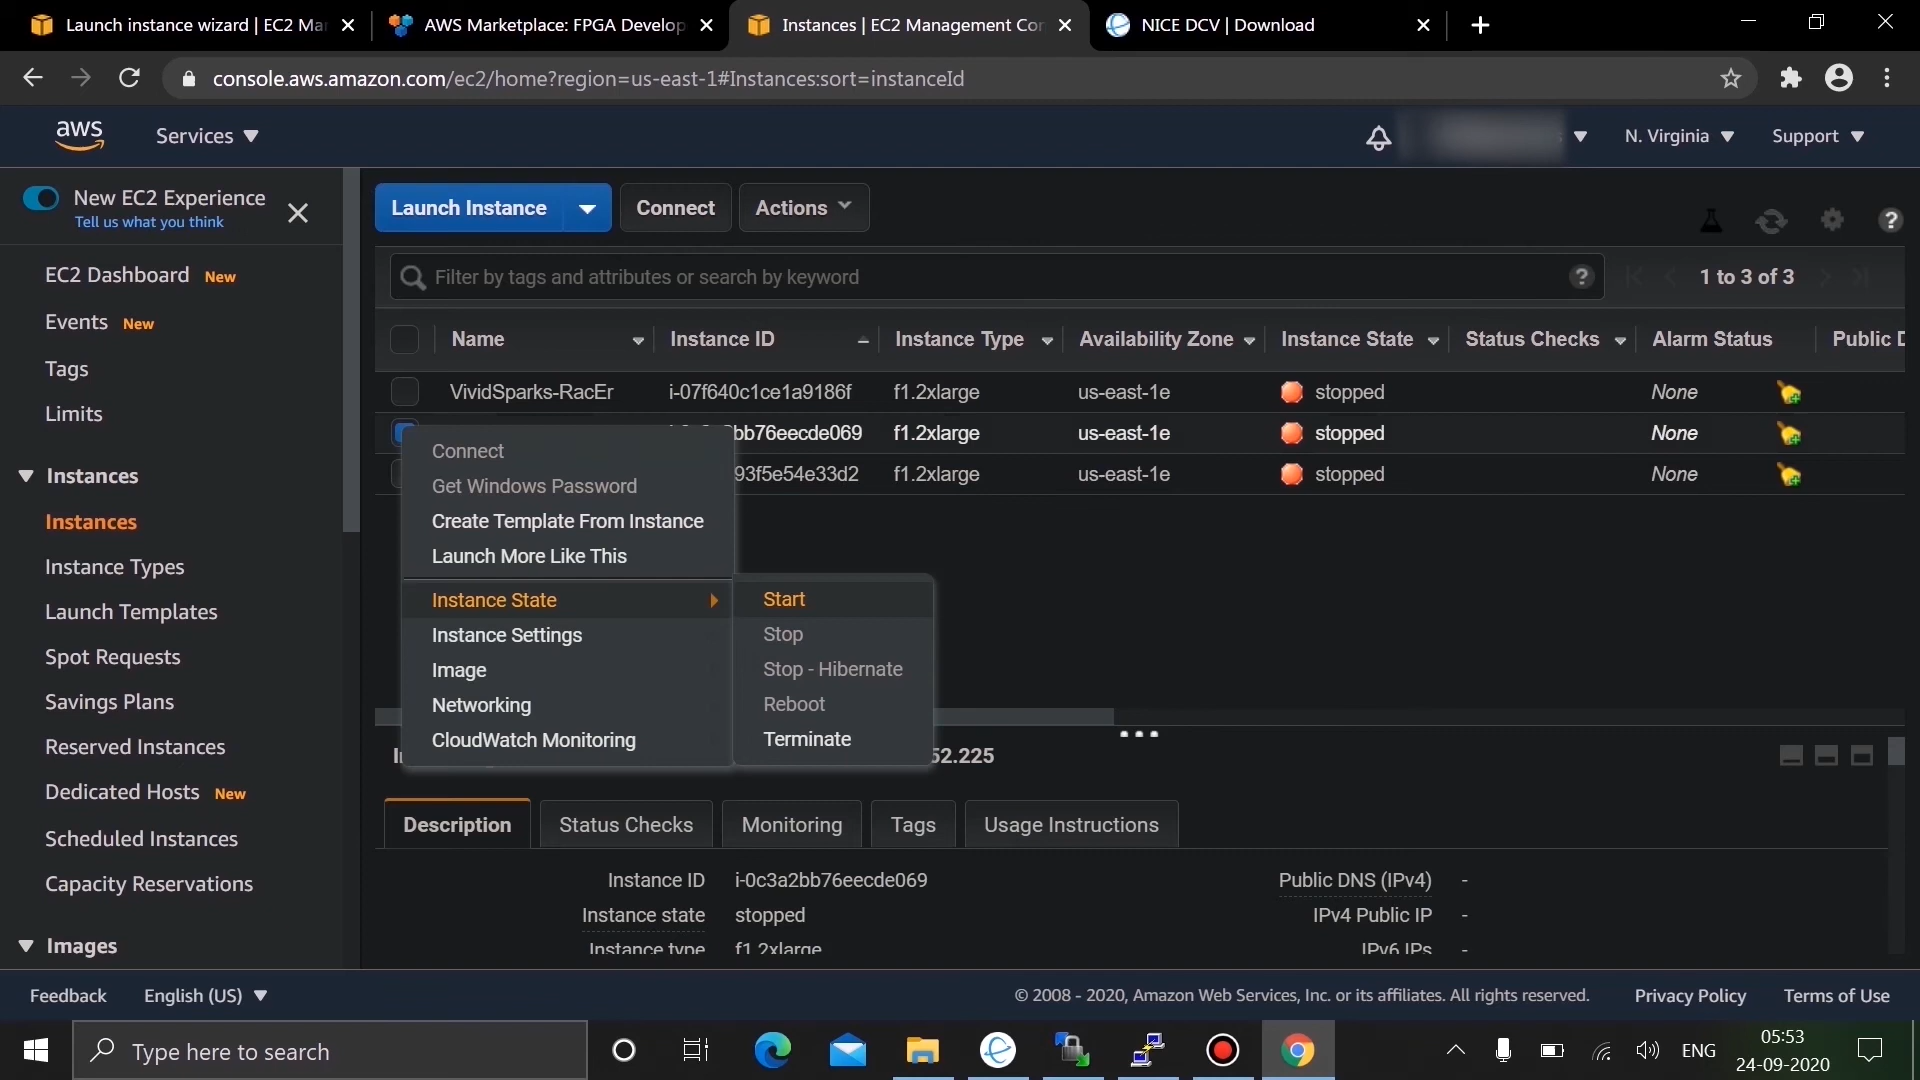 Launch instance wizard | EC2 Ma
AWS Marketplace: FPGA Develop
Instances | EC2 Management Con
NICE DCV | Download
console.aws.amazon.com/ec2/home?region=us-east-1#Instances:sort=instanceId
aws
Services
N. Virginia
Support
New EC2 Experience
Tell us what you think
EC2 Dashboard New
Events New
Tags
Limits
Instances
Instances
Instance Types
Launch Templates
Spot Requests
Savings Plans
Reserved Instances
Dedicated Hosts New
Scheduled Instances
Capacity Reservations
Images
Launch Instance
Connect
Actions
Filter by tags and attributes or search by keyword
1 to 3 of 3
Name Instance ID Instance Type Availability Zone Instance State Status Checks Alarm Status Public D
VividSparks-RacEr i-07f640c1ce1a9186f f1.2xlarge us-east-1e stopped None
bb76eecde069 f1.2xlarge us-east-1e stopped None
93f5e54e33d2 f1.2xlarge us-east-1e stopped None
Connect
Get Windows Password
Create Template From Instance
Launch More Like This
Instance State
Instance Settings
Image
Networking
CloudWatch Monitoring
Start
Stop
Stop - Hibernate
Reboot
Terminate
52.225
Description
Status Checks
Monitoring
Tags
Usage Instructions
Instance ID i-0c3a2bb76eecde069
Instance state stopped
Instance type f1.2xlarge
Public DNS (IPv4) -
IPv4 Public IP -
IPv6 IPs -
Feedback
English (US)
© 2008 - 2020, Amazon Web Services, Inc. or its affiliates. All rights reserved.
Privacy Policy
Terms of Use
Type here to search
ENG
05:53
24-09-2020